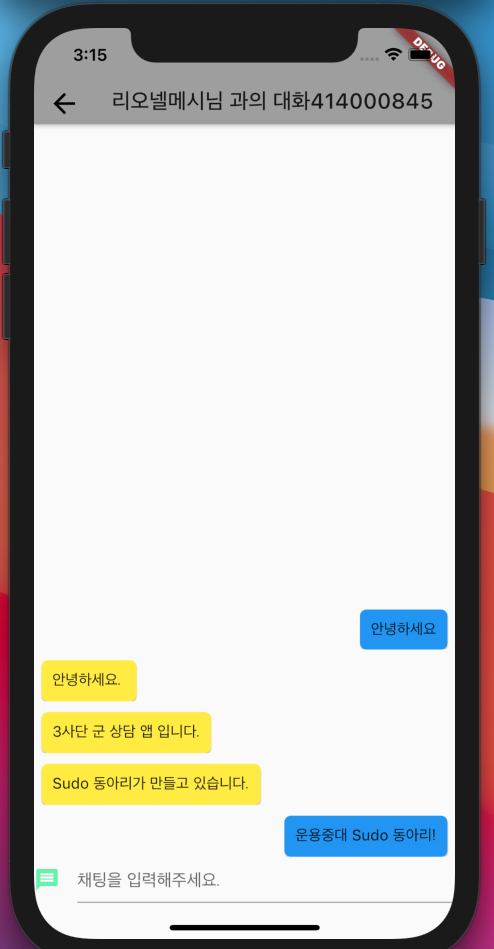 3:15
DEBUG
리오넬메시님 과의 대화414000845
안녕하세요
안녕하세요.
3사단 군 상담 앱 입니다.
Sudo 동아리가 만들고 있습니다.
운용중대 Sudo 동아리!
채팅을 입력해주세요.